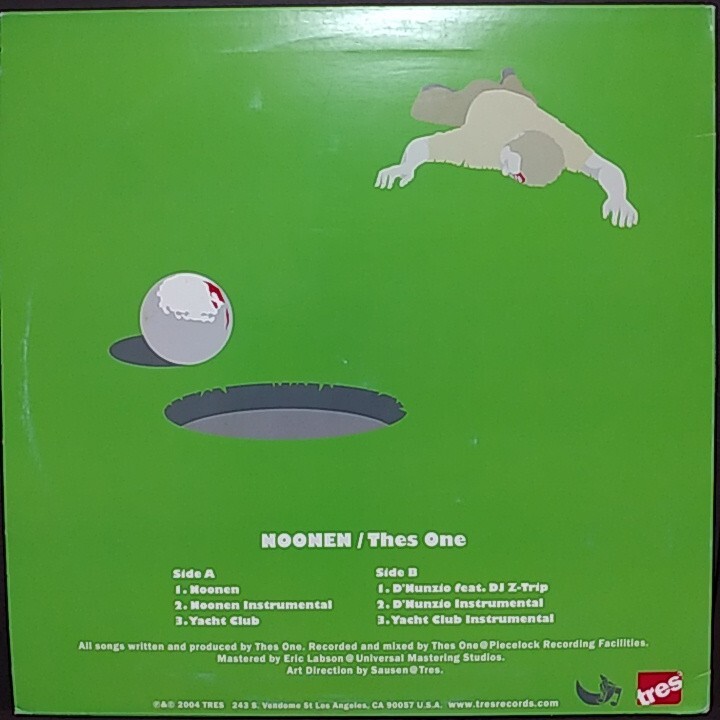 NOONEN / Thes One
Side A
1. Noonen
2. Noonen Instrumental
3. Yacht Club
Side B
1. D'Nunzio feat. DJ Z-Trip
2. D'Nunzio Instrumental
3. Yacht Club Instrumental
All songs written and produced by Thes One. Recorded and mixed by Thes One@Piecelock Recording Facilities.
Mastered by Eric Labson @ Universal Mastering Studios.
Art Direction by Sausen@Tres.
℗&© 2004 TRES 243 S. Vendome St Los Angeles, CA 90057 U.S.A. www.tresrecords.com
tres